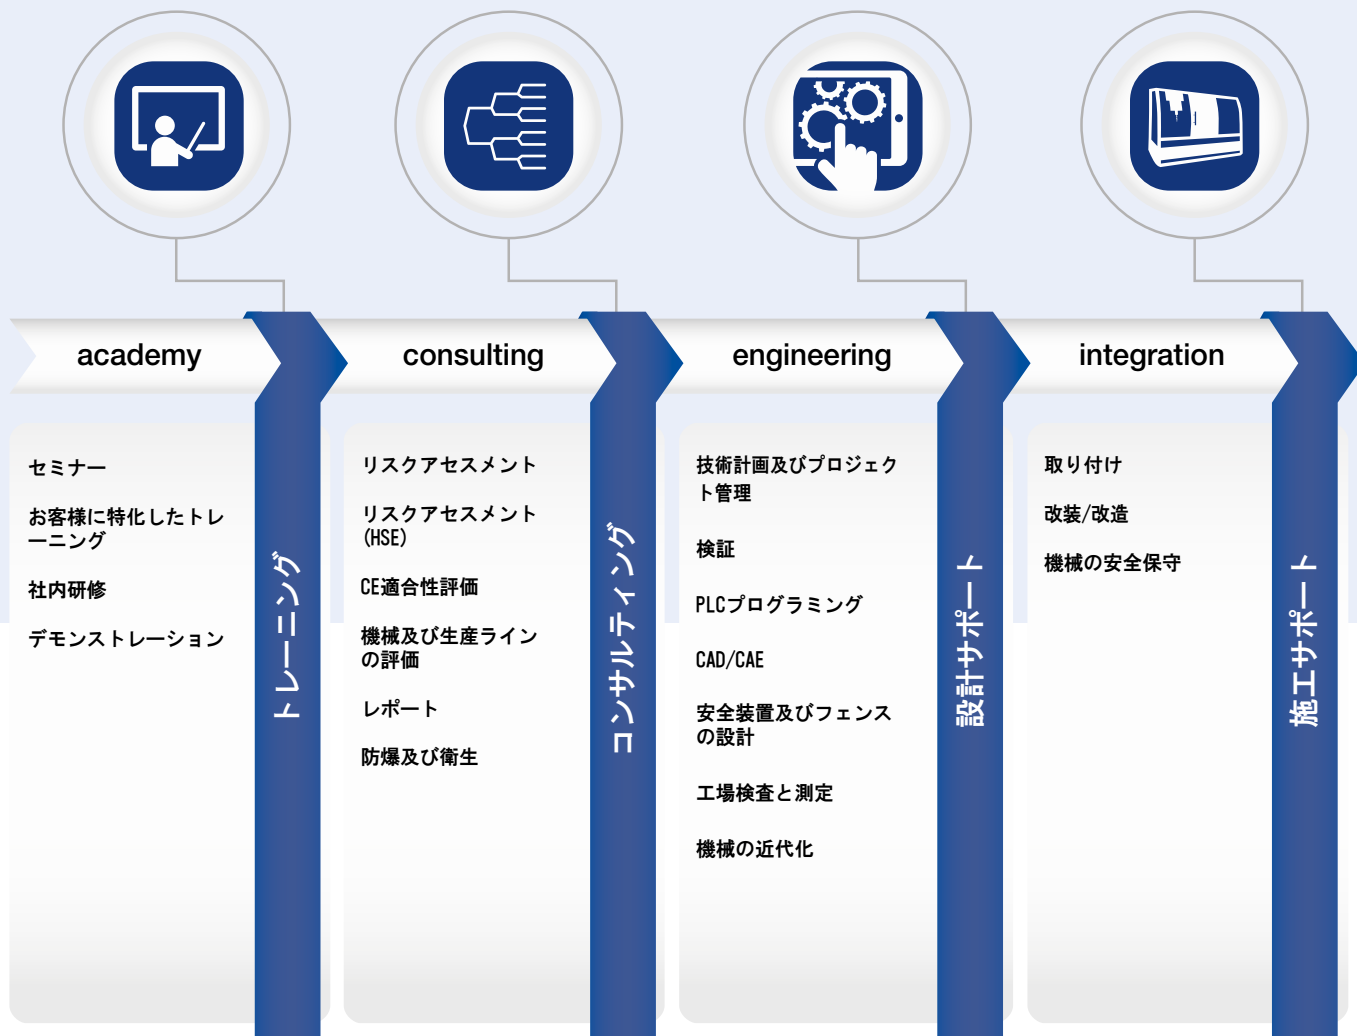 academy
セミナー
お客様に特化したトレ
ーニング
社内研修
デモンストレーション
トレーニング
consulting
リスクアセスメント
リスクアセスメント
(HSE)
CE適合性評価
機械及び生産ライン
の評価
レポート
防爆及び衛生
コンサルティング
engineering
技術計画及びプロジェク
ト管理
検証
PLCプログラミング
CAD/CAE
安全装置及びフェンス
の設計
工場検査と測定
機械の近代化
設計サポート
integration
取り付け
改装/改造
機械の安全保守
施工サポート